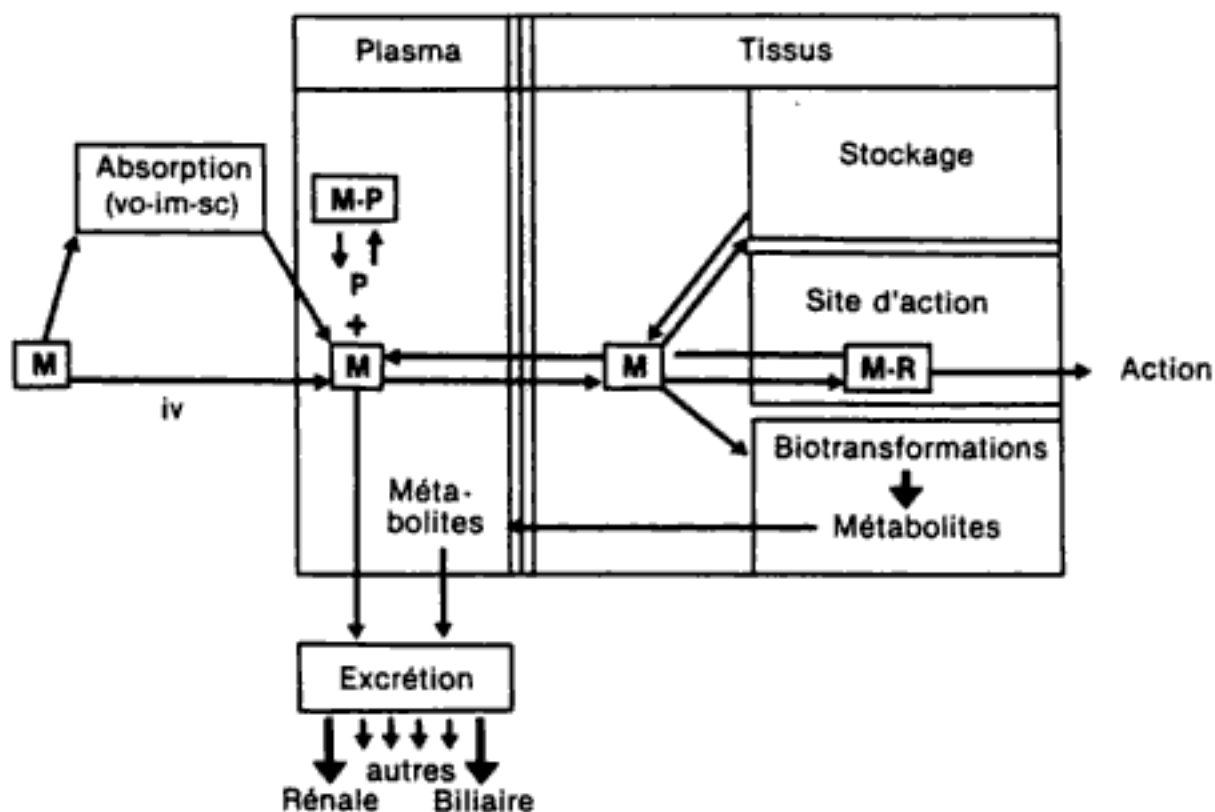 Plasma
Tissus
Absorption
(vo-im-sc)
Stockage
M-P
P
+
Site d'action
M
M
M
M-R
Action
iv
Biotransformations
Méta-
bolites
Métabolites
Excrétion
autres
Rénale
Biliaire